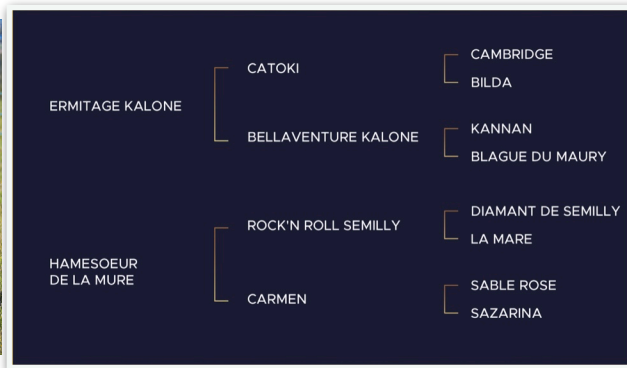 CAMBRIDGE
CATOKI
BILDA
ERMITAGE KALONE
KANNAN
BELLAVENTURE KALONE
BLAGUE DU MAURY
DIAMANT DE SEMILLY
ROCK'N ROLL SEMILLY
LA MARE
HAMESOEUR
DE LA MURE
SABLE ROSE
CARMEN
SAZARINA